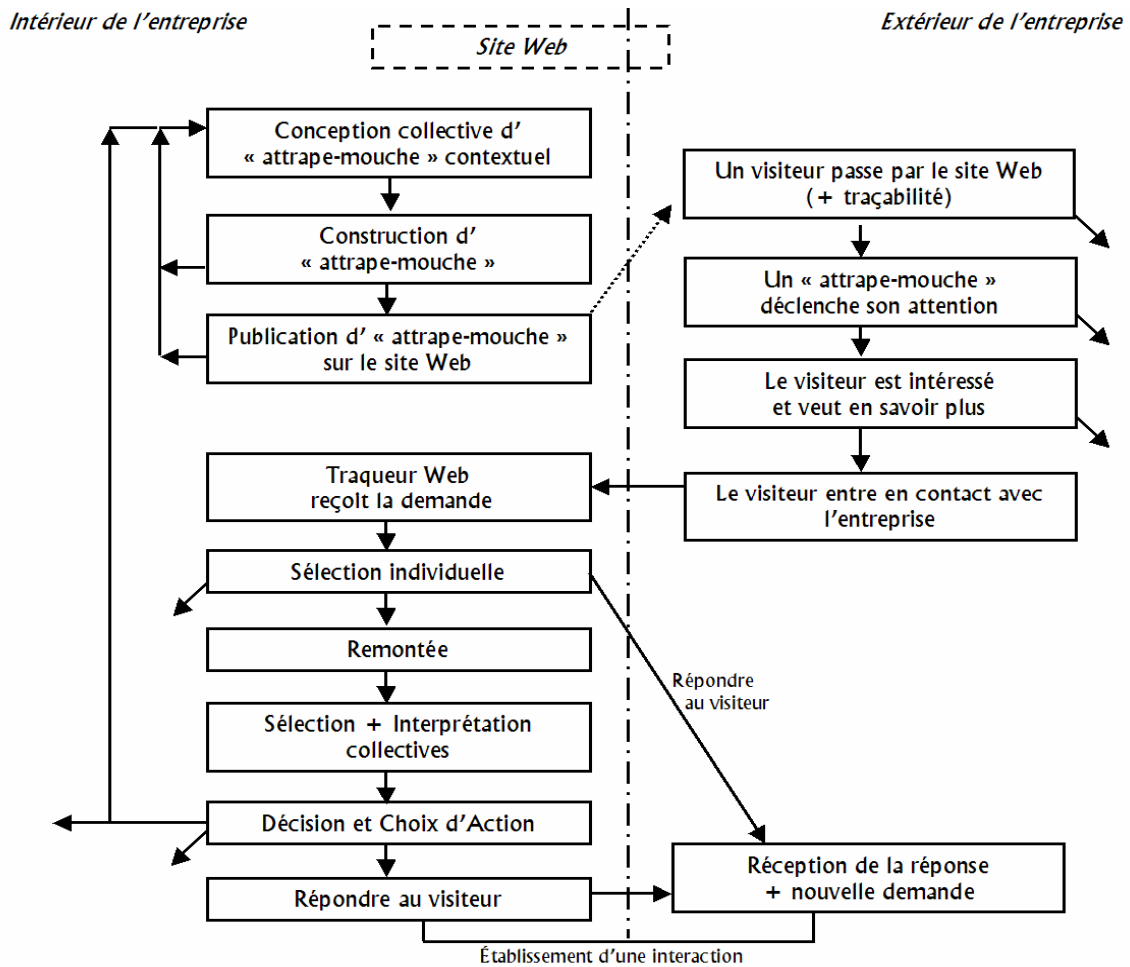 Intérieur de l'entreprise
Site Web
Extérieur de l'entreprise
Conception collective d'
« attrape-mouche » contextuel
Construction d'
« attrape-mouche »
Publication d' « attrape-mouche »
sur le site Web
Un visiteur passe par le site Web
(+ traçabilité)
Un « attrape-mouche »
déclenche son attention
Le visiteur est intéressé
et veut en savoir plus
Le visiteur entre en contact avec
l'entreprise
Traqueur Web
reçoit la demande
Sélection individuelle
Remontée
Sélection + Interprétation
collectives
Décision et Choix d'Action
Répondre au visiteur
Répondre
au visiteur
Réception de la réponse
+ nouvelle demande
Établissement d'une interaction